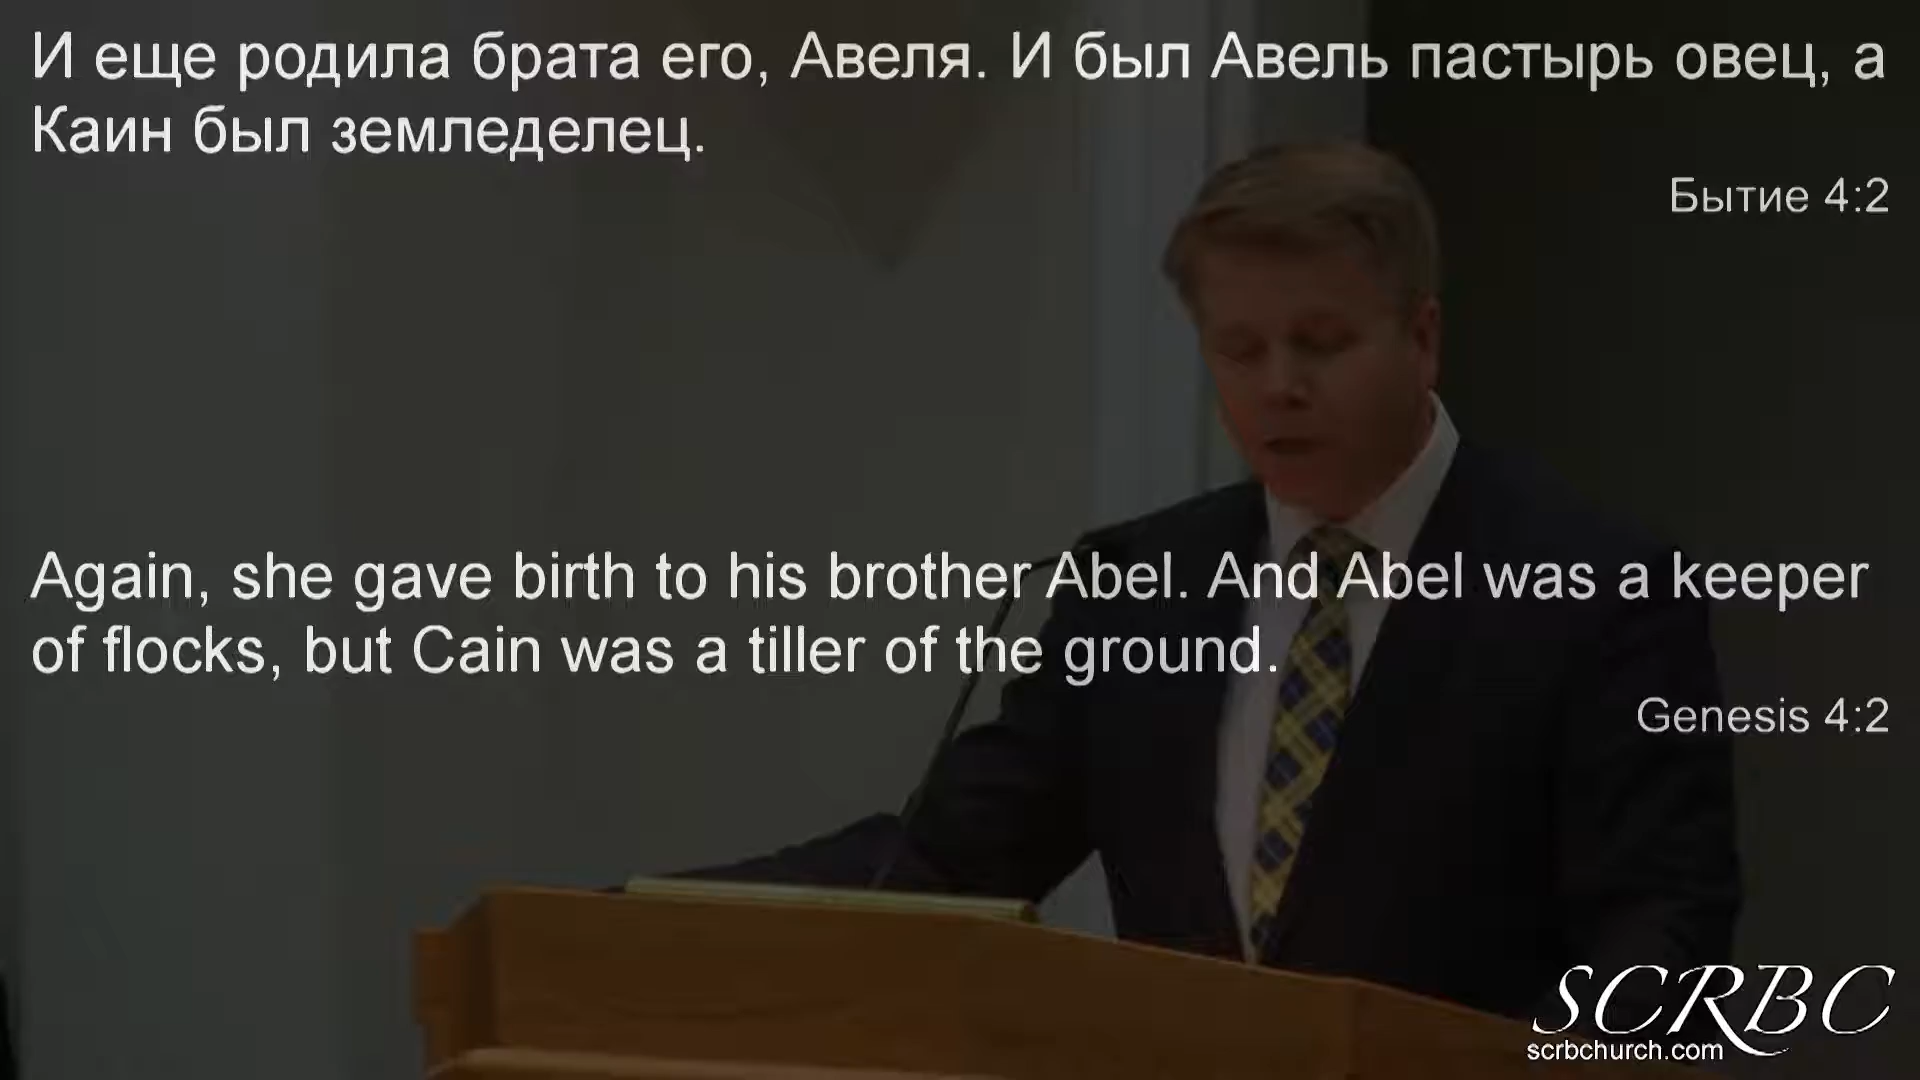 И еще родила брата его, Авеля. И был Авель пастырь овец, а
Каин был земледелец.
Бытие 4:2
Again, she gave birth to his brother Abel. And Abel was a keeper
of flocks, but Cain was a tiller of the ground.
Genesis 4:2
SCRBC
scrbchurch.com